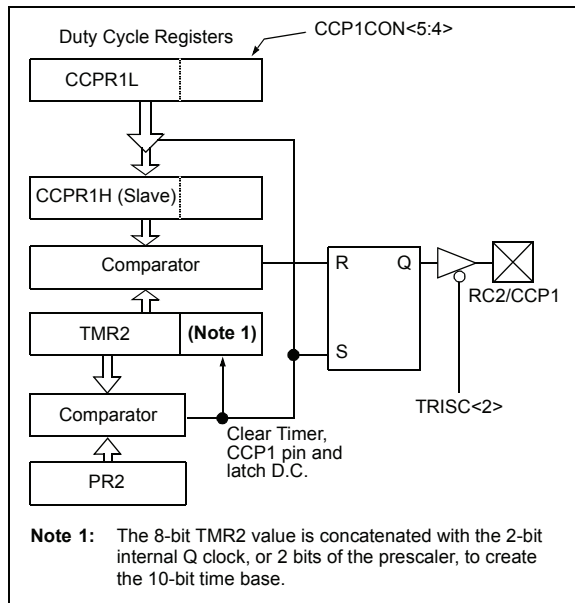 Duty Cycle Registers
CCP1CON<5:4>
CCPR1L
CCPR1H (Slave)
Comparator
R
Q
RC2/CCP1
TMR2
(Note 1)
S
TRISC<2>
Comparator
Clear Timer,
CCP1 pin and
latch D.C.
PR2
Note 1: The 8-bit TMR2 value is concatenated with the 2-bit
internal Q clock, or 2 bits of the prescaler, to create
the 10-bit time base.